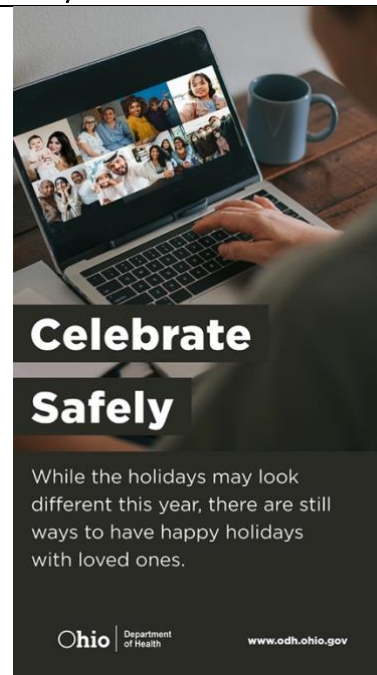 Celebrate
Safely
While the holidays may look
different this year, there are still
ways to have happy holidays
with loved ones.
Ohio Department
of Health
www.odh.ohio.gov